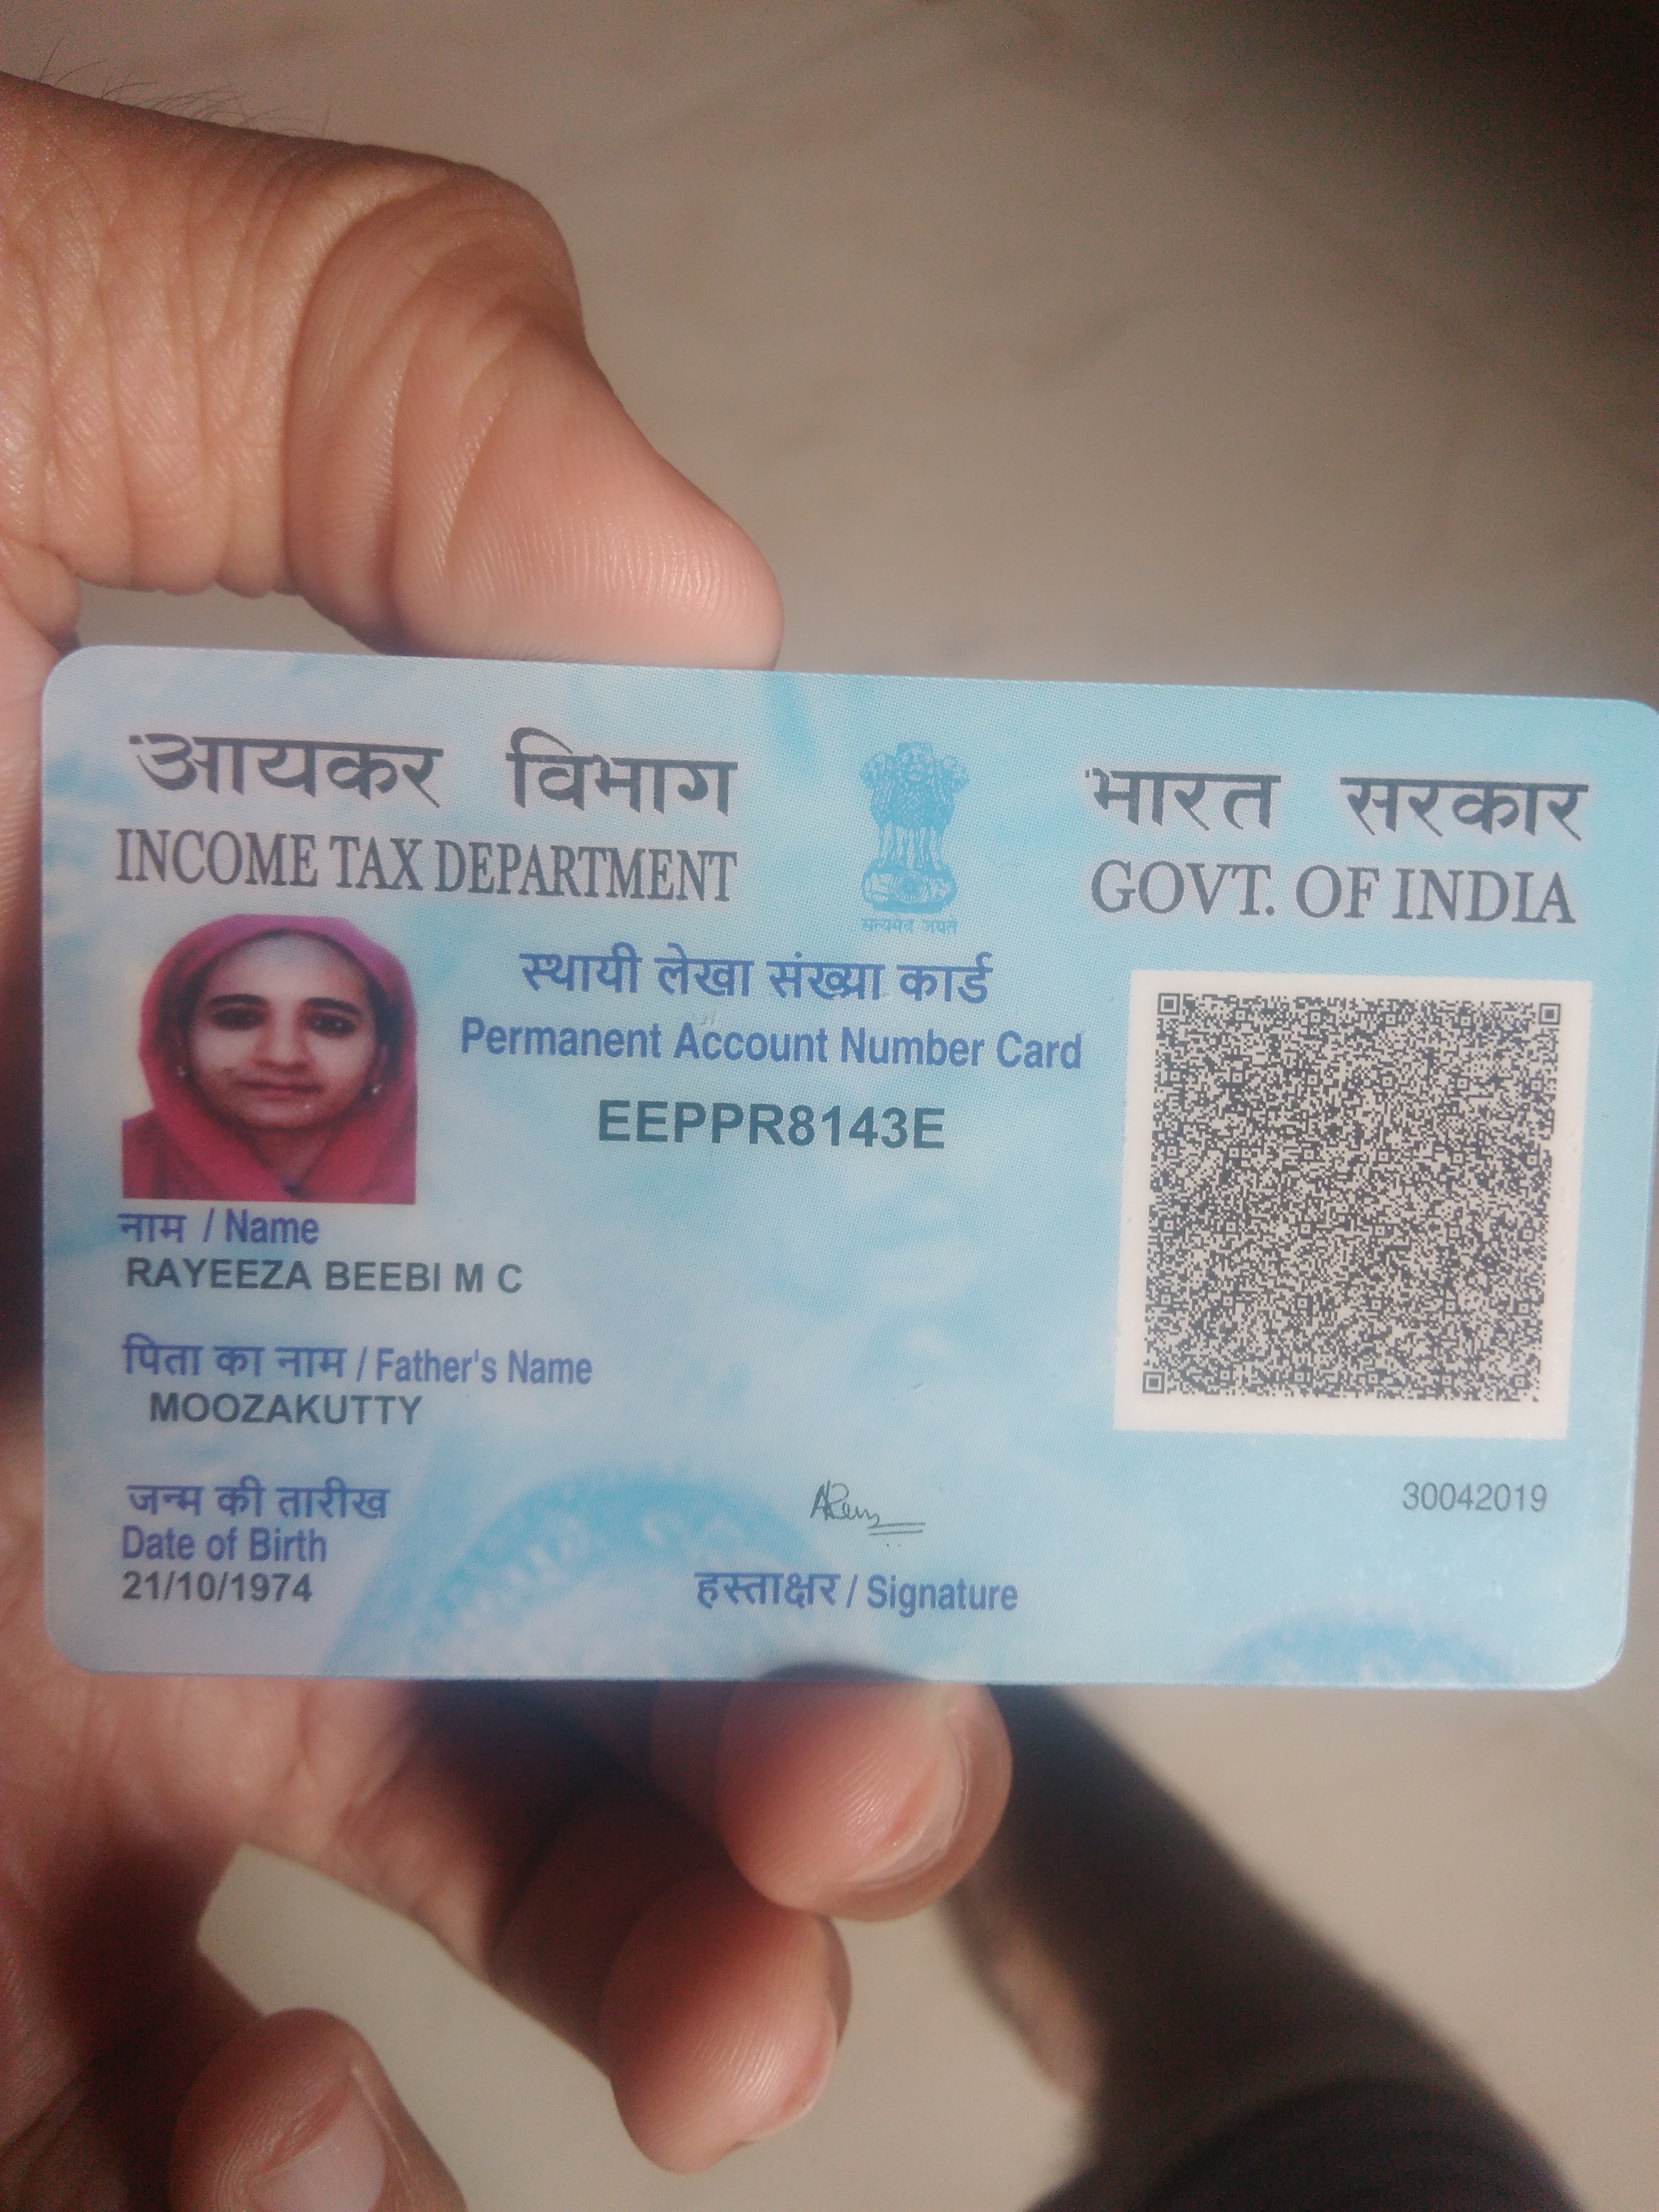 आयकर विभाग
INCOME TAX DEPARTMENT
भारत सरकार
GOVT. OF INDIA
सत्यमेव जयते
स्थायी लेखा संख्या कार्ड
Permanent Account Number Card
EEPPR8143E
नाम / Name
RAYEEZA BEEBI M C
पिता का नाम / Father's Name
MOOZAKUTTY
जन्म की तारीख
Date of Birth
21/10/1974
हस्ताक्षर / Signature
30042019